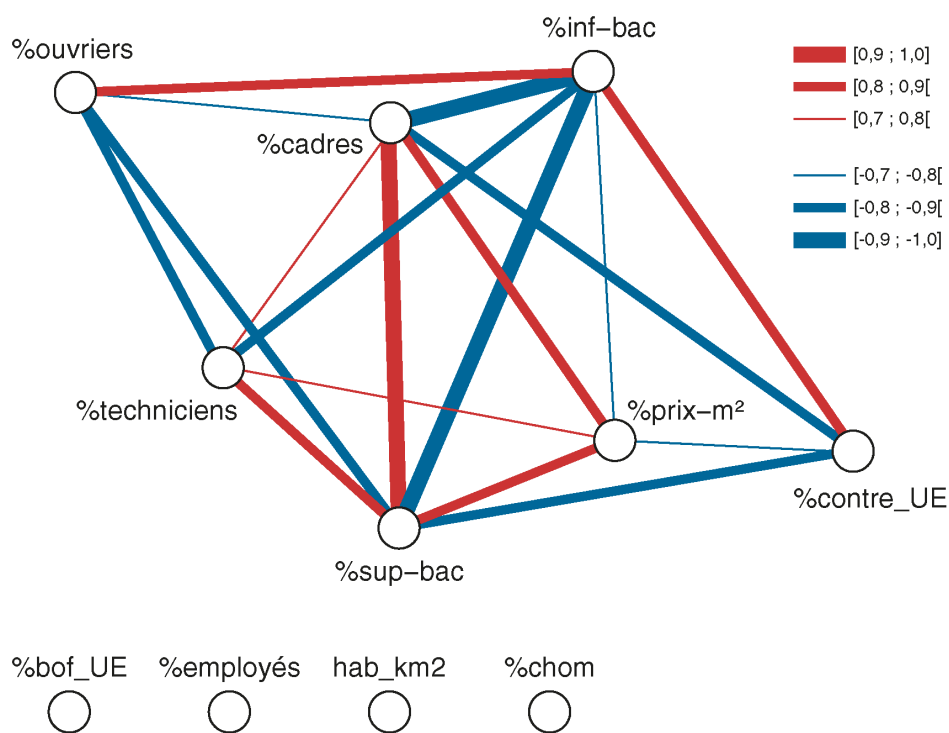 %inf−bac
%ouvriers
%cadres
[0,9 ; 1,0]
[0,8 ; 0,9[
[0,7 ; 0,8[
[-0,7 ; -0,8[
[-0,8 ; -0,9[
[-0,9 ; -1,0]
%techniciens
%prix−m²
%contre_UE
%sup−bac
%bof_UE
%employés
hab_km2
%chom